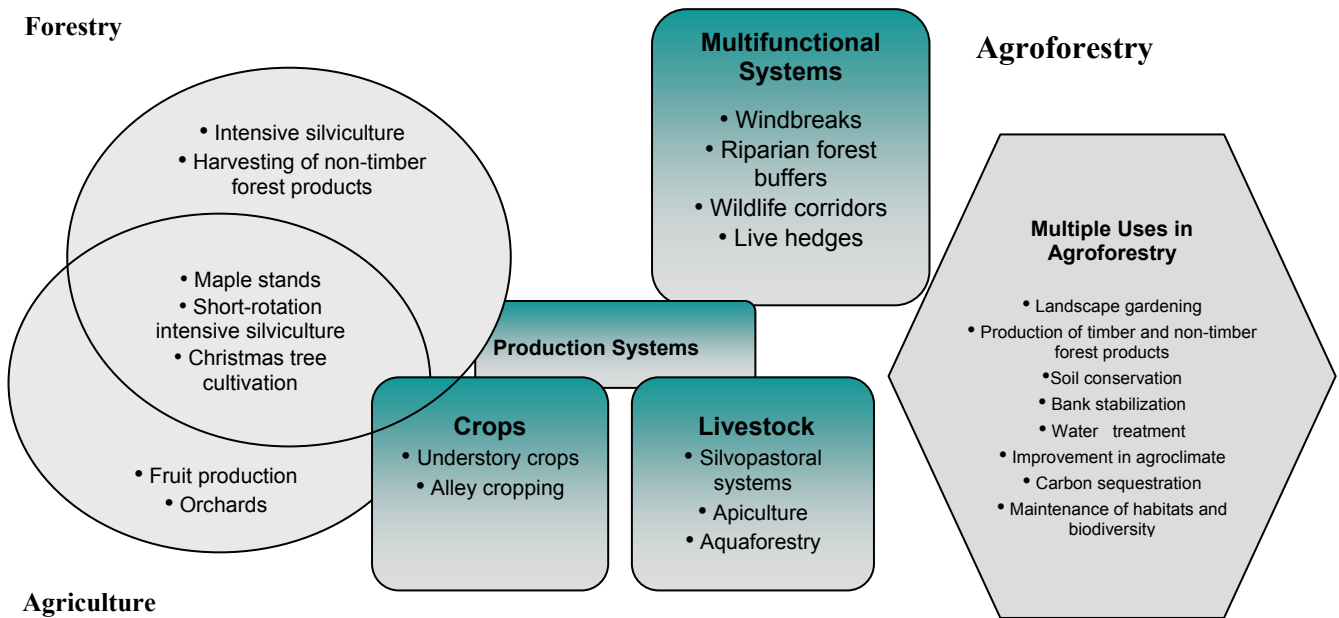 Forestry
• Intensive silviculture
• Harvesting of non-timber
forest products
• Maple stands
• Short-rotation
intensive silviculture
• Christmas tree
cultivation
• Fruit production
• Orchards
Agriculture
Multifunctional
Systems
• Windbreaks
• Riparian forest
buffers
• Wildlife corridors
• Live hedges
Production Systems
Crops
• Understory crops
• Alley cropping
Livestock
• Silvopastoral
systems
• Apiculture
• Aquaforestry
Agroforestry
Multiple Uses in
Agroforestry
• Landscape gardening
• Production of timber and non-timber
forest products
•Soil conservation
• Bank stabilization
• Water treatment
• Improvement in agroclimate
• Carbon sequestration
• Maintenance of habitats and
biodiversity